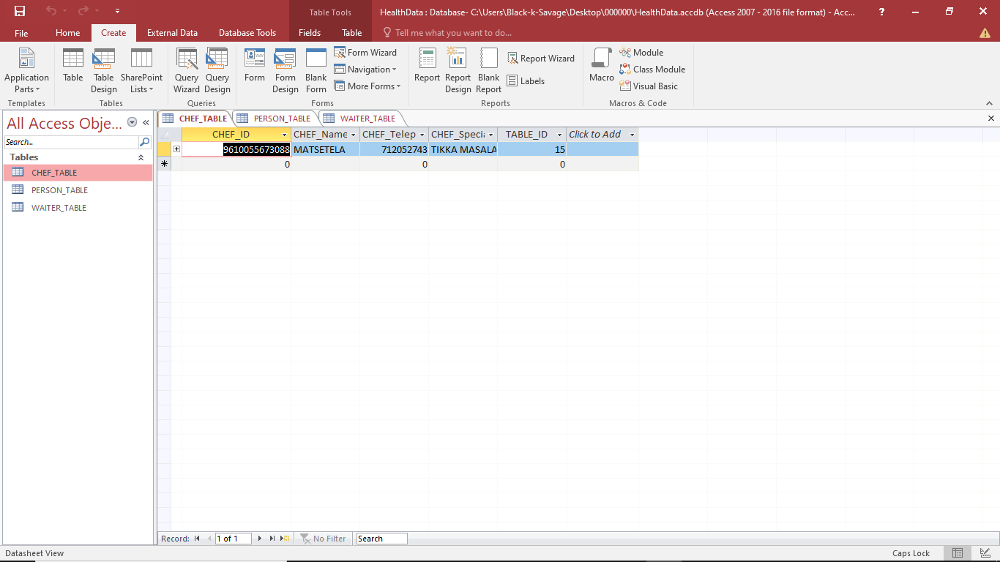 Table Tools
HealthData : Database- C:\Users\Black-k-Savage\Desktop\000000\HealthData.accdb (Access 2007 - 2016 file format) - Acc...
?
File Home Create External Data Database Tools Fields Table Tell me what you want to do...
Application Parts
Templates
Table
Table Design
SharePoint Lists
Tables
Query Wizard
Query Design
Queries
Form
Form Design
Blank Form
Form Wizard
Navigation
More Forms
Forms
Report
Report Design
Blank Report
Report Wizard
Labels
Reports
Macro
Module
Class Module
Visual Basic
Macros & Code
All Access Obje...
Search...
Tables
CHEF_TABLE
PERSON_TABLE
WAITER_TABLE
CHEF_TABLE PERSON_TABLE WAITER_TABLE
CHEF_ID CHEF_Name CHEF_Telep CHEF_Specia TABLE_ID Click to Add
9610055673088 MATSETELA 712052743 TIKKA MASALA 15
0 0 0
Record: 1 of 1 No Filter Search
Datasheet View Caps Lock